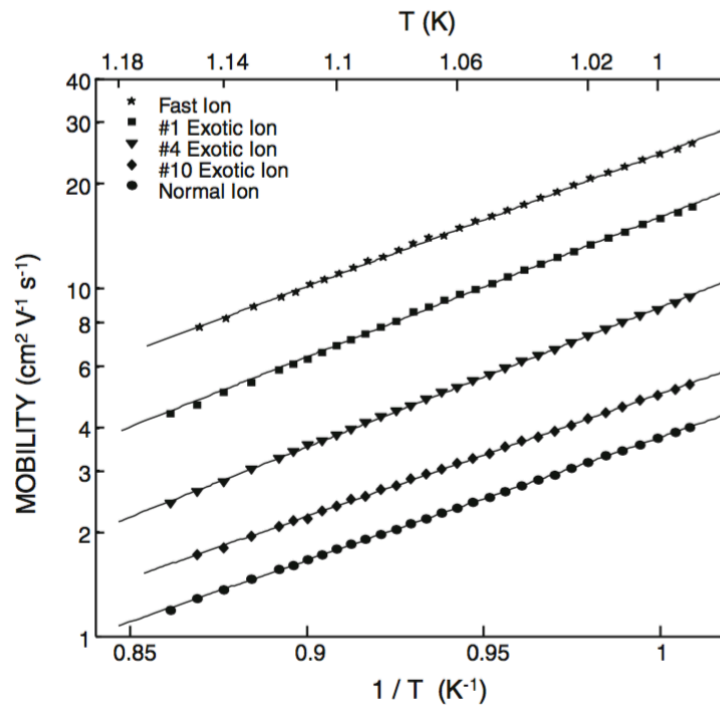 T (K)
1.18 1.14 1.1 1.06 1.02 1
40
30
20
10
8
6
4
3
2
1
Fast Ion
#1 Exotic Ion
#4 Exotic Ion
#10 Exotic Ion
Normal Ion
MOBILITY (cm² V⁻¹ s⁻¹)
0.85 0.9 0.95 1
1 / T (K⁻¹)